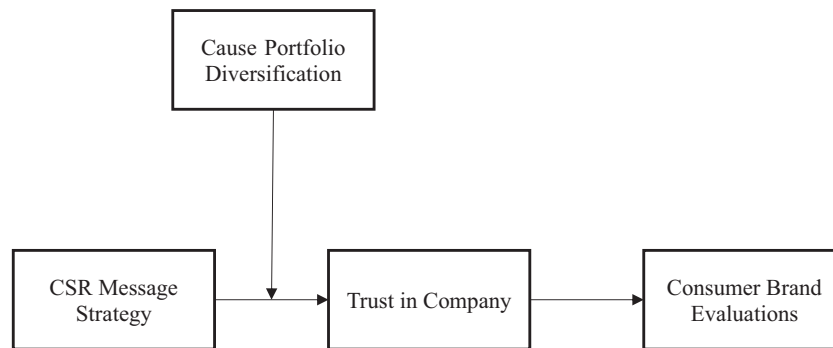 Cause Portfolio
Diversification
CSR Message
Strategy
Trust in Company
Consumer Brand
Evaluations